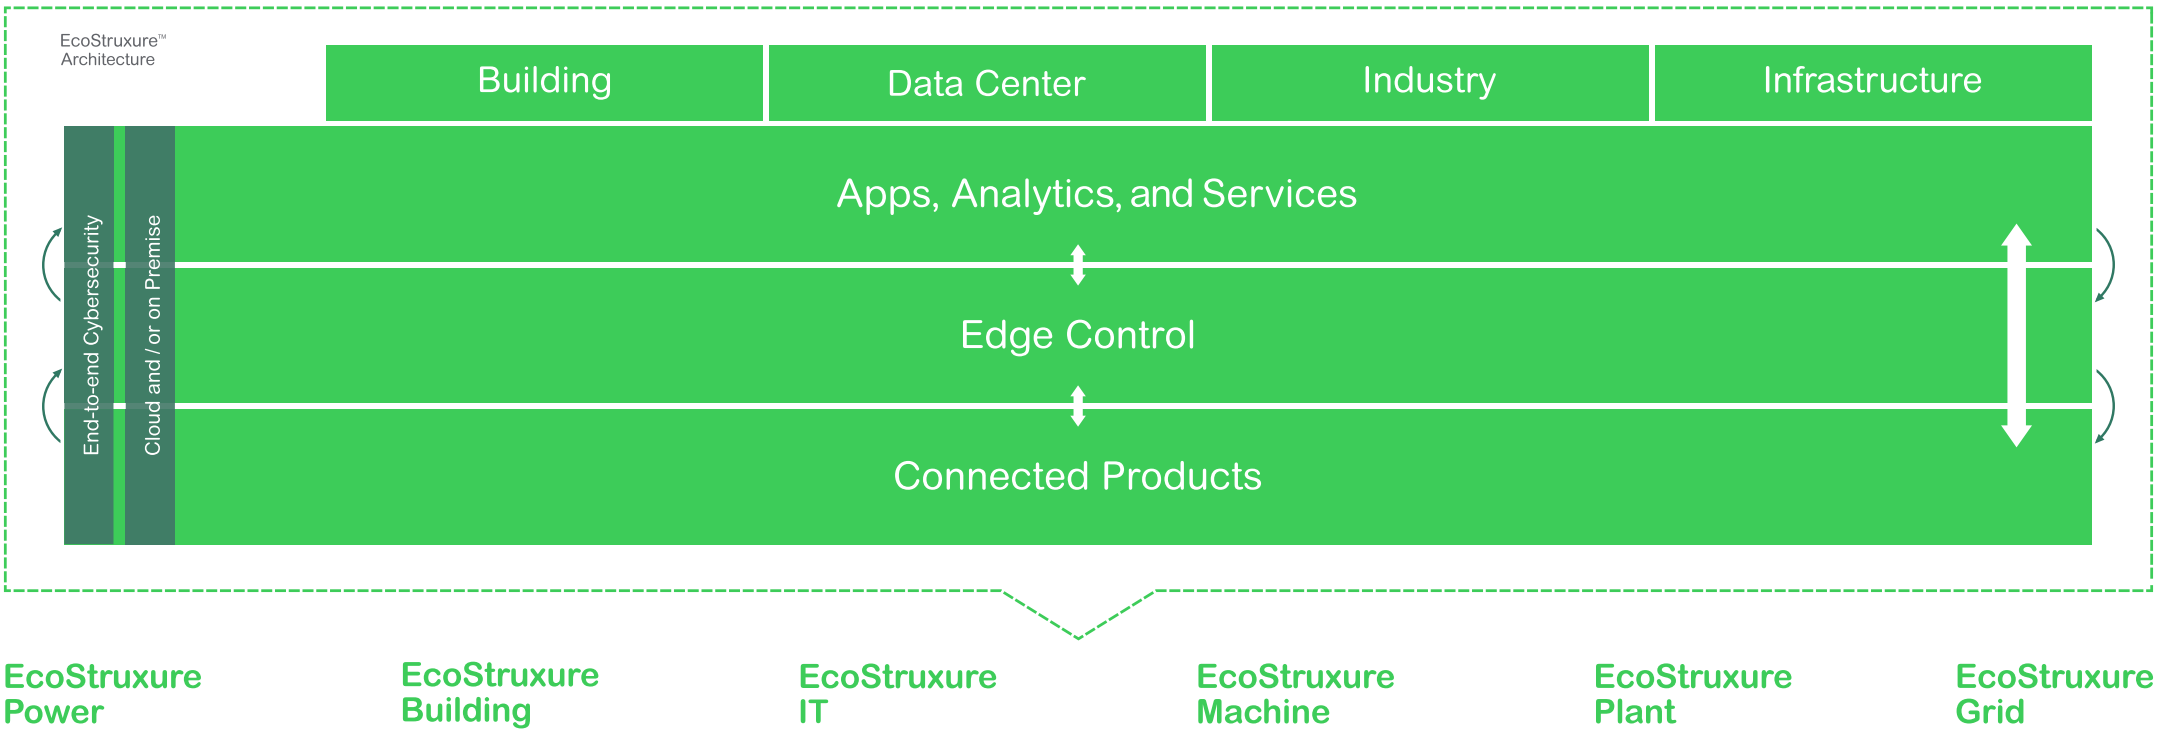 EcoStruxure™
Architecture
Building
Data Center
Industry
Infrastructure
Apps, Analytics, and Services
Edge Control
Connected Products
End-to-end Cybersecurity
Cloud and / or on Premise
EcoStruxure
Power
EcoStruxure
Building
EcoStruxure
IT
EcoStruxure
Machine
EcoStruxure
Plant
EcoStruxure
Grid